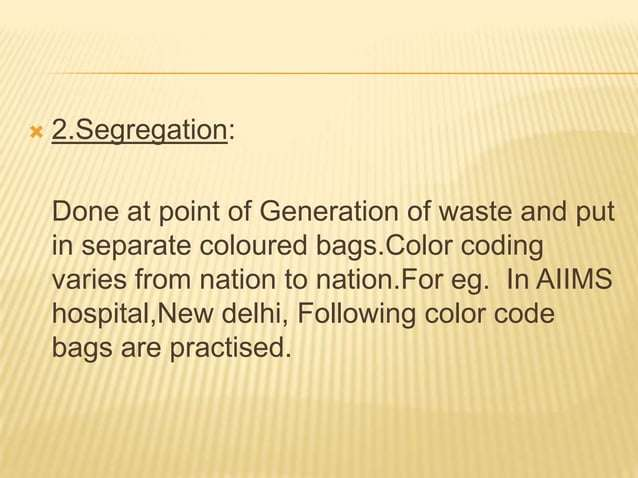 2.Segregation:
Done at point of Generation of waste and put
in separate coloured bags.Color coding
varies from nation to nation.For eg.  In AIIMS
hospital,New delhi, Following color code
bags are practised.